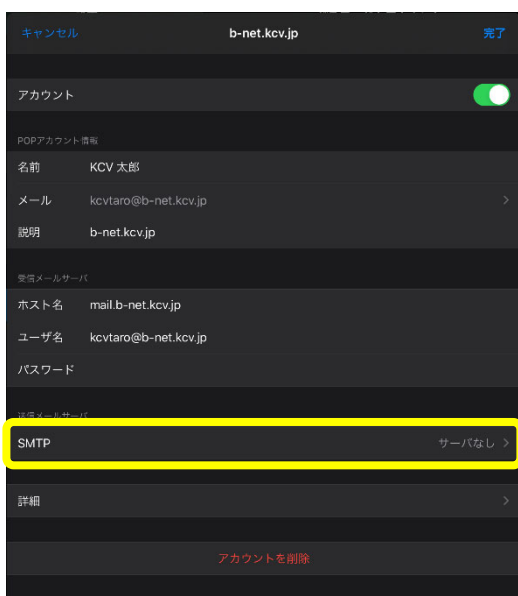 キャンセル b-net.kcv.jp 完了
アカウント
POPアカウント情報
名前 KCV 太郎
メール kcvtaro@b-net.kcv.jp
説明 b-net.kcv.jp
受信メールサーバ
ホスト名 mail.b-net.kcv.jp
ユーザ名 kcvtaro@b-net.kcv.jp
パスワード
送信メールサーバ
SMTP サーバなし
詳細
アカウントを削除